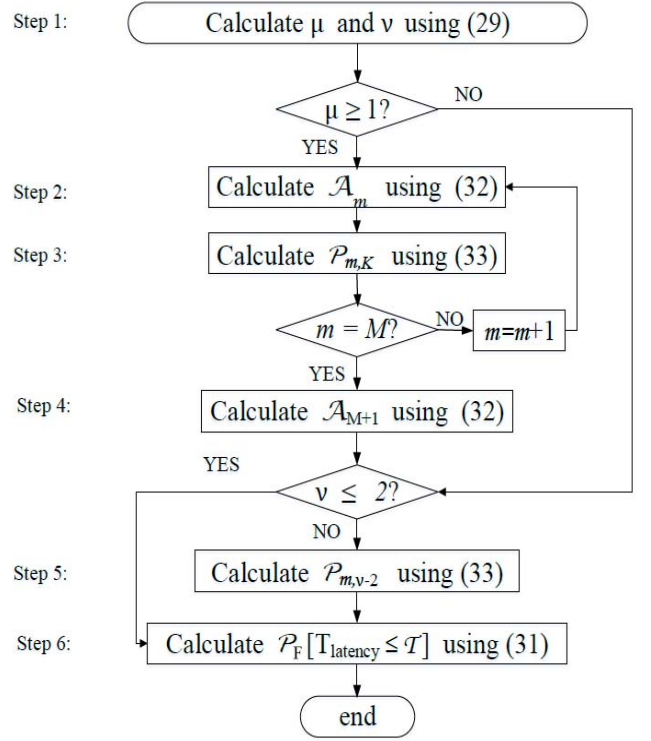 Step 1: Calculate μ and ν using (29)
μ ≥ 1?
NO
YES
Step 2: Calculate 𝒜m using (32)
Step 3: Calculate 𝒫m,K using (33)
m = M?
NO
m=m+1
YES
Step 4: Calculate 𝒜M+1 using (32)
YES
ν ≤ 2?
NO
Step 5: Calculate 𝒫m,ν-2 using (33)
Step 6: Calculate 𝒫F[Tlatency ≤ 𝒯] using (31)
end